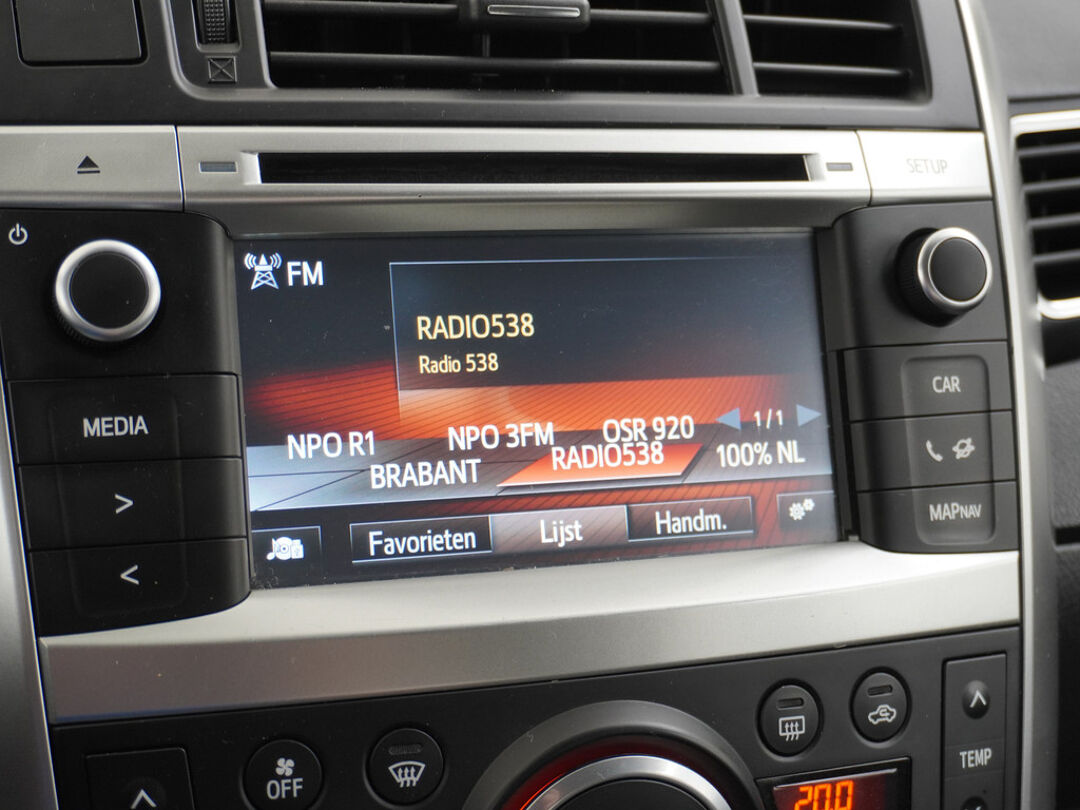 SETUP
FM
RADIO538
Radio 538
CAR
MEDIA
NPO R1
NPO 3FM
OSR 920
1/1
BRABANT
RADIO538
100% NL
MAPNAV
Favorieten
Lijst
Handm.
OFF
TEMP
20.0